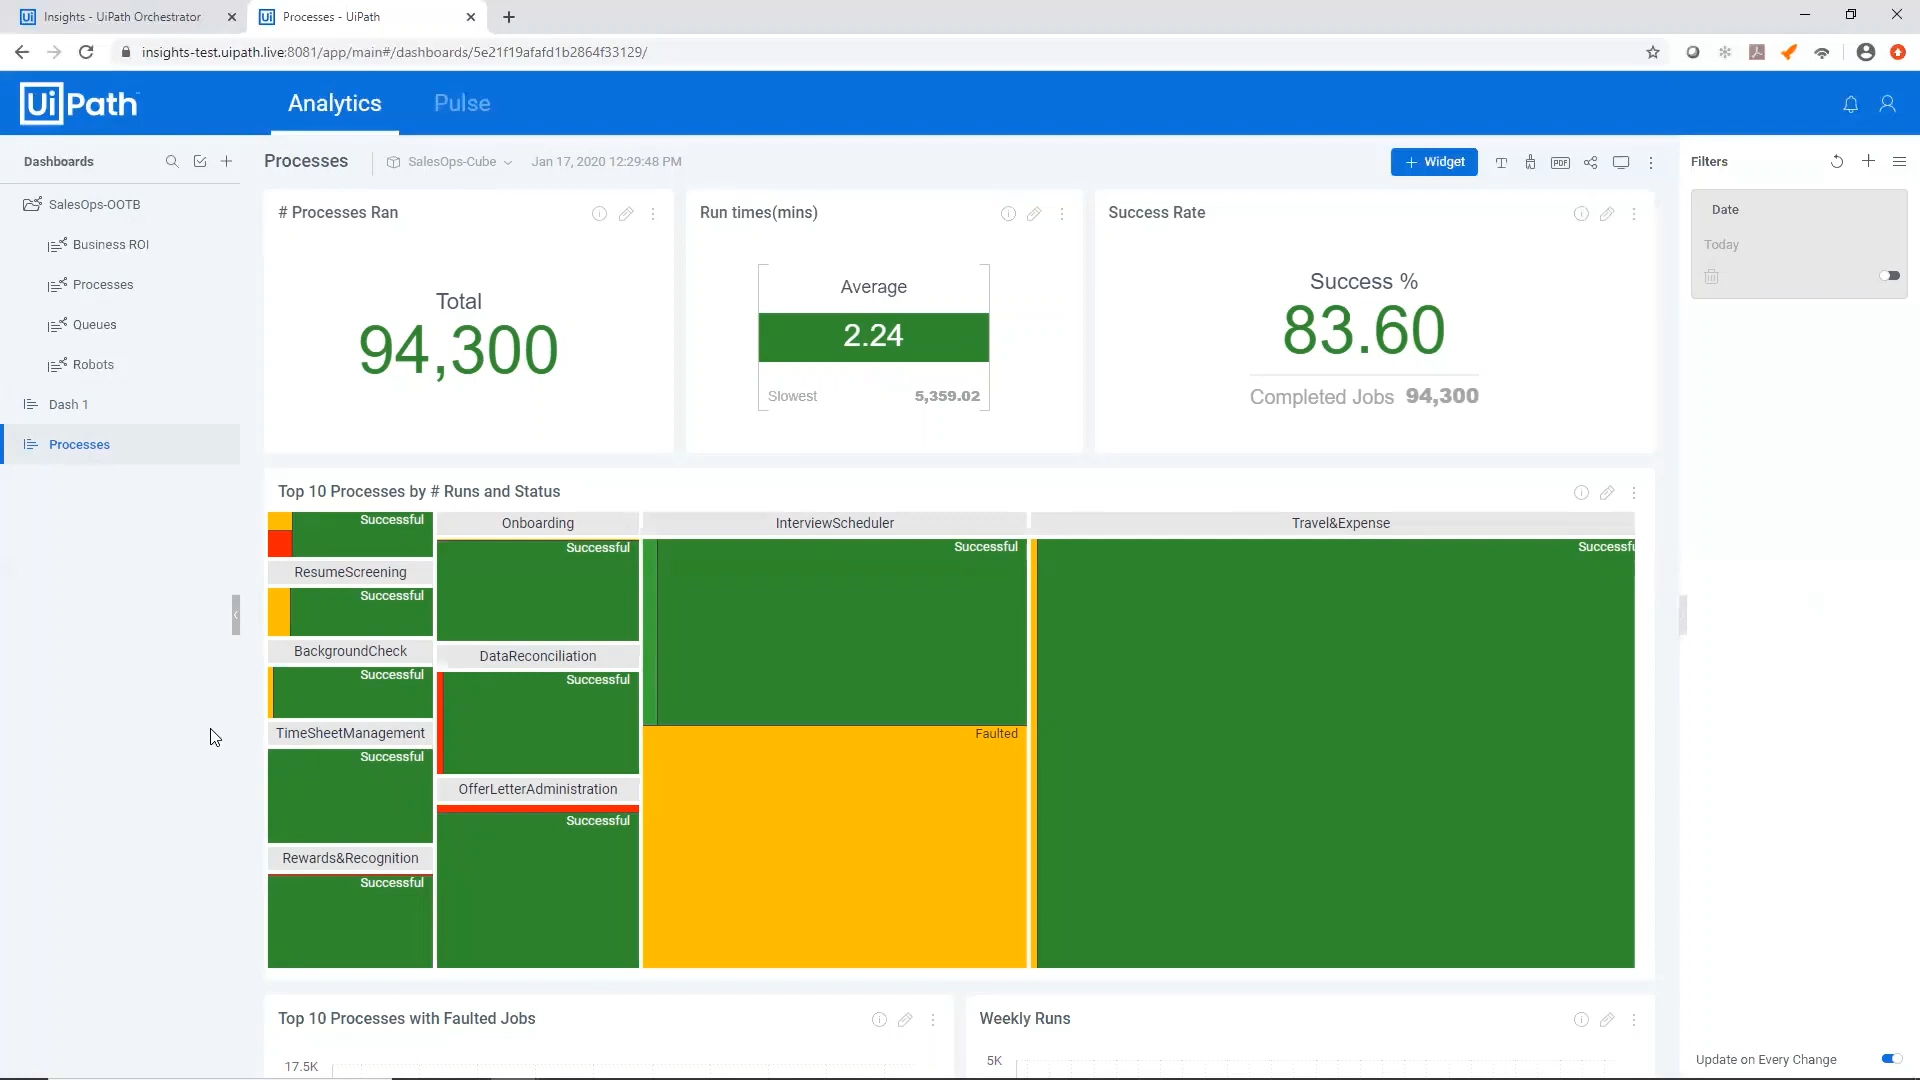 Insights - UiPath Orchestrator
Processes - UiPath
insights-test.uipath.live:8081/app/main#/dashboards/5e21f19afafd1b2864f33129/
UiPath
Analytics
Pulse
Dashboards
SalesOps-OOTB
Business ROI
Processes
Queues
Robots
Dash 1
Processes
Processes
SalesOps-Cube
Jan 17, 2020 12:29:48 PM
+ Widget
PDF
# Processes Ran
Total
94,300
Run times(mins)
Average
2.24
Slowest 5,359.02
Success Rate
Success %
83.60
Completed Jobs 94,300
Top 10 Processes by # Runs and Status
Successful
ResumeScreening
Successful
BackgroundCheck
Successful
TimeSheetManagement
Successful
Rewards&Recognition
Successful
Onboarding
Successful
DataReconciliation
Successful
OfferLetterAdministration
Successful
InterviewScheduler
Successful
Faulted
Travel&Expense
Successfu
Top 10 Processes with Faulted Jobs
17.5K
Weekly Runs
5K
Filters
Date
Today
Update on Every Change